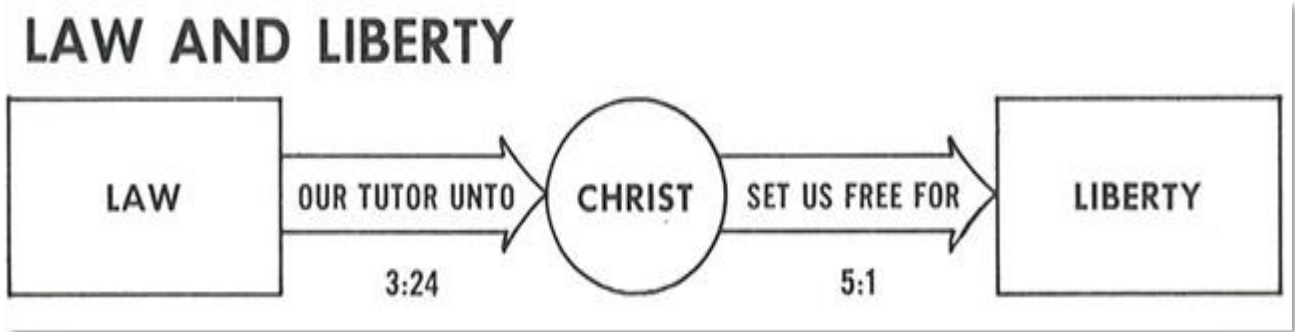 LAW AND LIBERTY
LAW OUR TUTOR UNTO CHRIST SET US FREE FOR LIBERTY
3:24 5:1